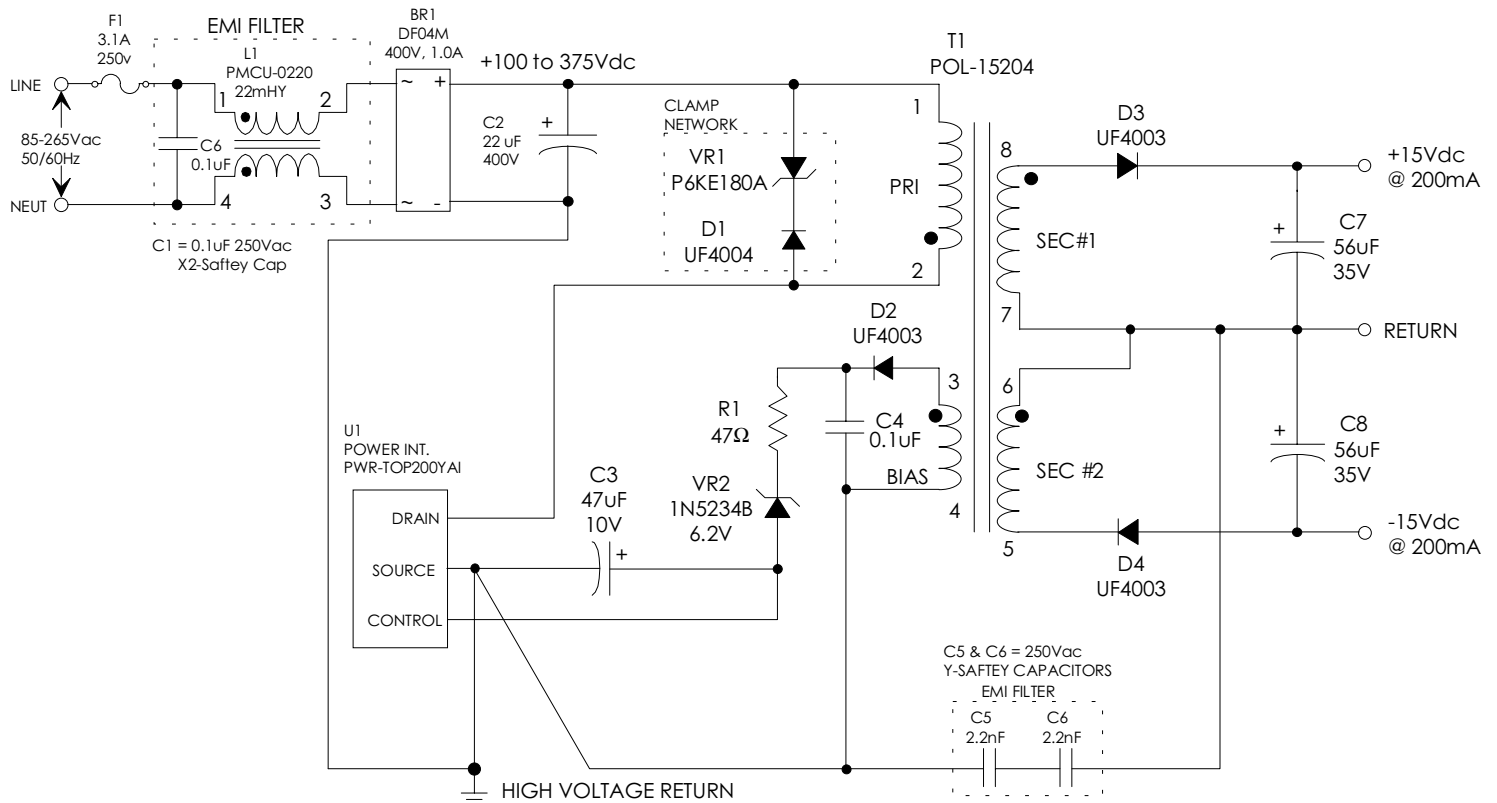 F1
3.1A
250v
EMI FILTER
L1
PMCU-0220
22mHY
BR1
DF04M
400V, 1.0A
+100 to 375Vdc
T1
POL-15204
LINE
1
2
~
+
85-265Vac
50/60Hz
C6
0.1uF
C2
+
22 uF
400V
CLAMP
NETWORK
VR1
P6KE180A
D1
UF4004
1
PRI
2
8
D3
UF4003
+15Vdc
@ 200mA
NEUT
4
3
~
-
C1 = 0.1uF 250Vac
X2-Saftey Cap
SEC#1
+
C7
56uF
35V
7
RETURN
D2
UF4003
3
6
R1
47Ω
C4
0.1uF
BIAS
4
SEC #2
+
C8
56uF
35V
U1
POWER INT.
PWR-TOP200YAI
C3
47uF
10V
+
VR2
1N5234B
6.2V
5
D4
UF4003
-15Vdc
@ 200mA
DRAIN
SOURCE
CONTROL
C5 & C6 = 250Vac
Y-SAFTEY CAPACITORS
EMI FILTER
C5
2.2nF
C6
2.2nF
HIGH VOLTAGE RETURN